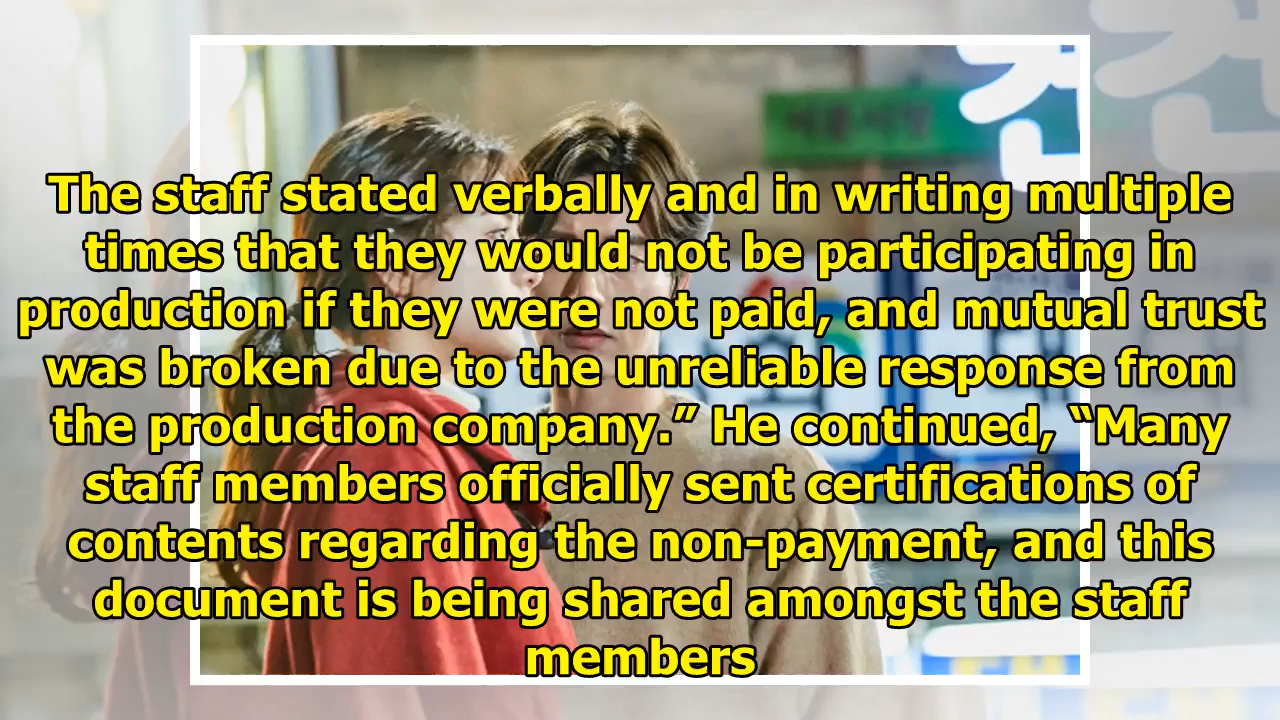 The staff stated verbally and in writing multiple
times that they would not be participating in
production if they were not paid, and mutual trust
was broken due to the unreliable response from
the production company.” He continued, “Many
staff members officially sent certifications of
contents regarding the non-payment, and this
document is being shared amongst the staff
members